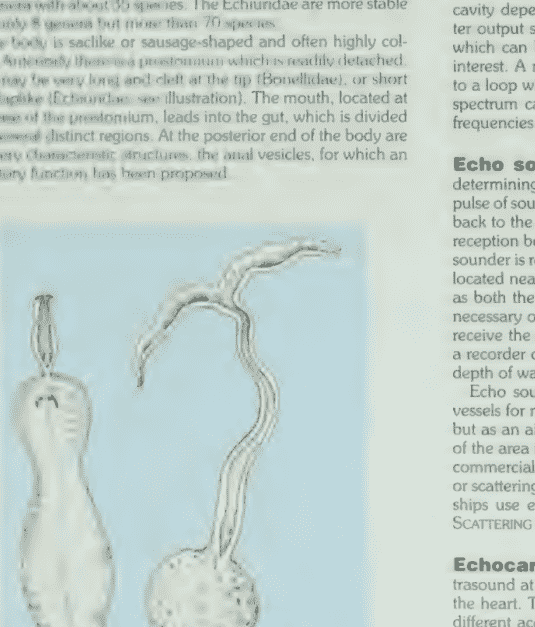 with about 35 species. The Echiundae are more stable
only 8 genera but more than 70 species.
body is saclike or sausage-shaped and often highly col-
Anteriorly there is a prostomium which is readily detached.
may be very long and cleft at the tip (Bonellidae), or short
(Echiundae, see illustration). The mouth, located at
of the prostomium, leads into the gut, which is divided
several distinct regions. At the posterior end of the body are
very characteristic structures, the anal vesicles, for which an
function has been proposed.
cavity depe
ter output s
which can
interest. A
to a loop w
spectrum ca
frequencies
Echo so
determining
pulse of sou
back to the
reception be
sounder is r
located nea
as both the
necessary o
receive the
a recorder o
depth of wa
Echo sou
vessels for r
but as an a
of the area
commercial
or scattering
ships use e
SCATTERING
Echocar
trasound at
the heart. T
different acc